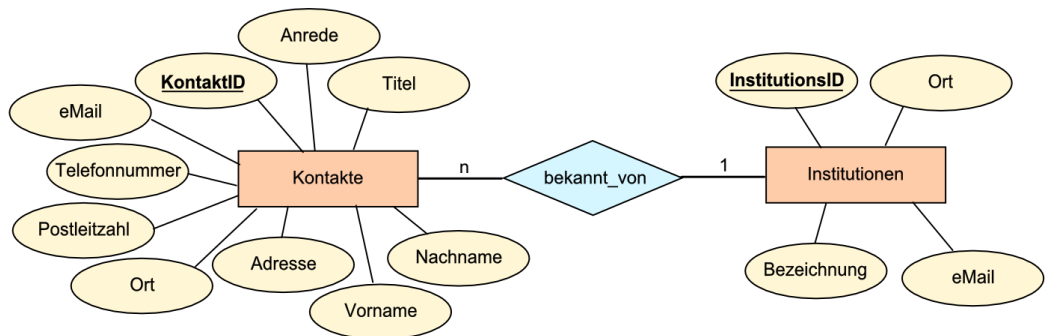 Anrede
KontaktID
Titel
eMail
Telefonnummer
Postleitzahl
Ort
Adresse
Vorname
Nachname
Kontakte
n
bekannt_von
1
Institutionen
InstitutionsID
Ort
Bezeichnung
eMail